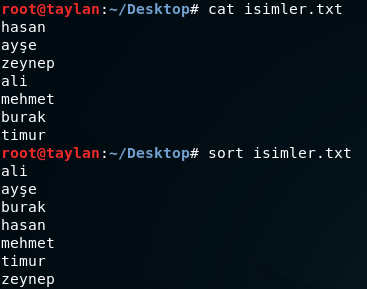 root@taylan:~/Desktop# cat isimler.txt
hasan
ayşe
zeynep
ali
mehmet
burak
timur
root@taylan:~/Desktop# sort isimler.txt
ali
ayşe
burak
hasan
mehmet
timur
zeynep